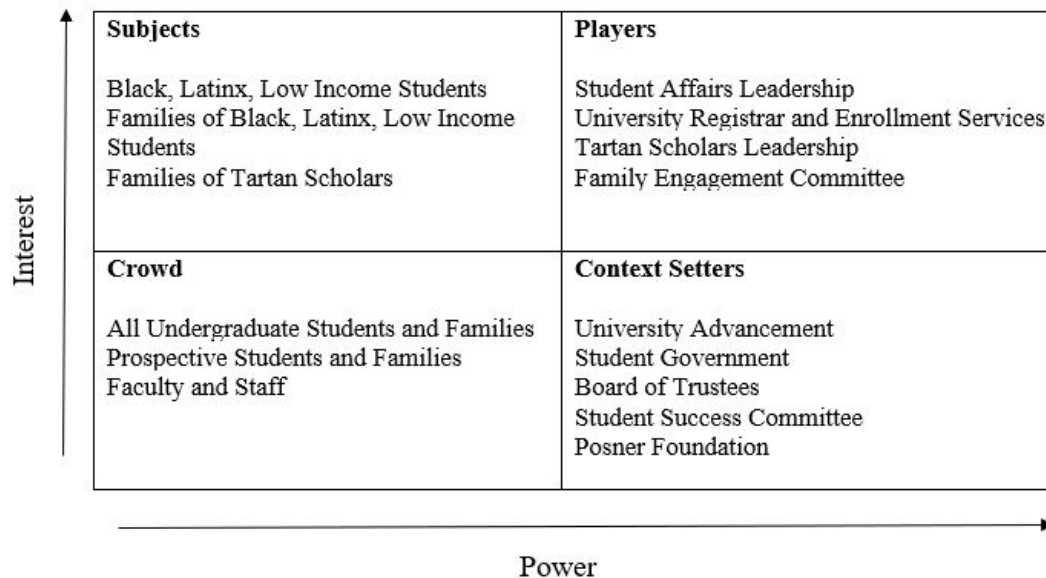 Subjects
Black, Latinx, Low Income Students
Families of Black, Latinx, Low Income
Students
Families of Tartan Scholars
Players
Student Affairs Leadership
University Registrar and Enrollment Services
Tartan Scholars Leadership
Family Engagement Committee
Interest
Crowd
All Undergraduate Students and Families
Prospective Students and Families
Faculty and Staff
Context Setters
University Advancement
Student Government
Board of Trustees
Student Success Committee
Posner Foundation
Power